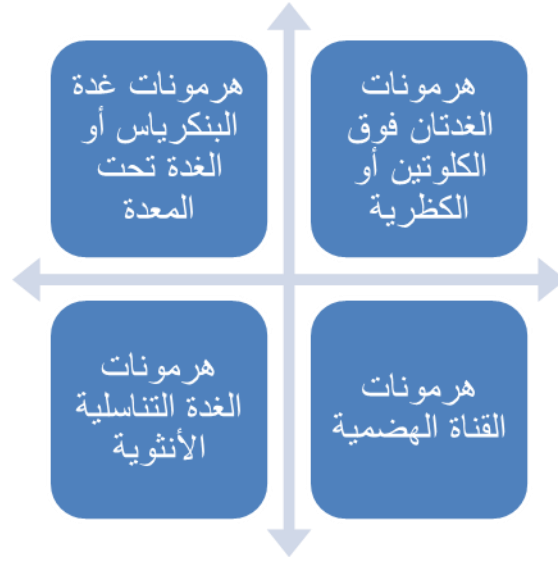 هرمونات
الغدتان فوق
الكلوتين أو
الكظرية
هرمونات غدة
البنكرياس أو
الغدة تحت
المعدة
هرمونات
القناة الهضمية
هرمونات
الغدة التناسلية
الأنثوية